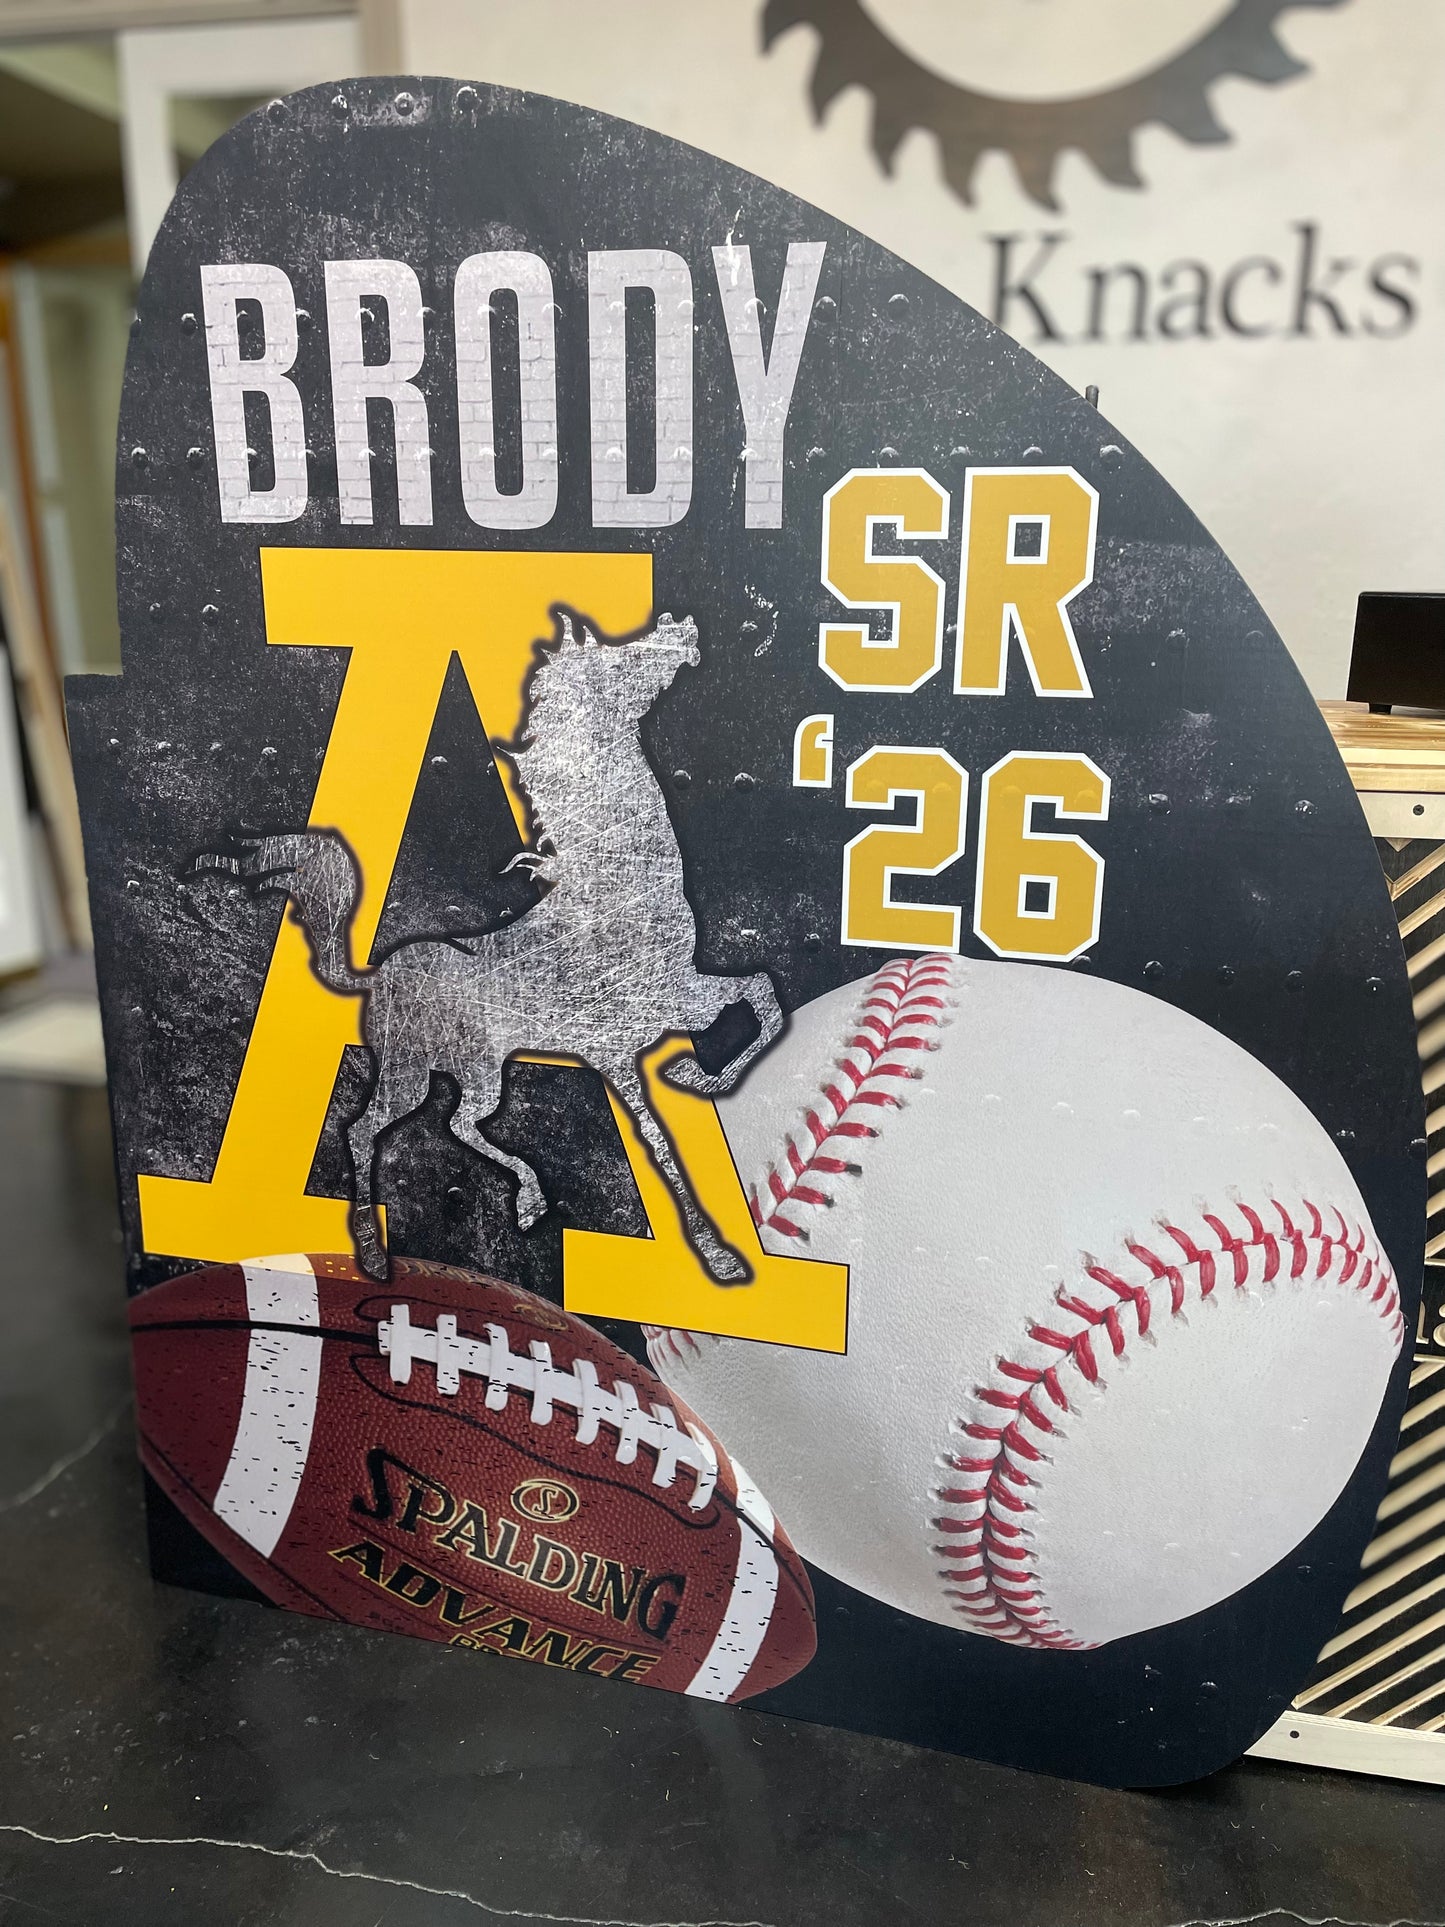 Knacks
BRODY
SR
‘26
A
SPALDING
ADVANCE